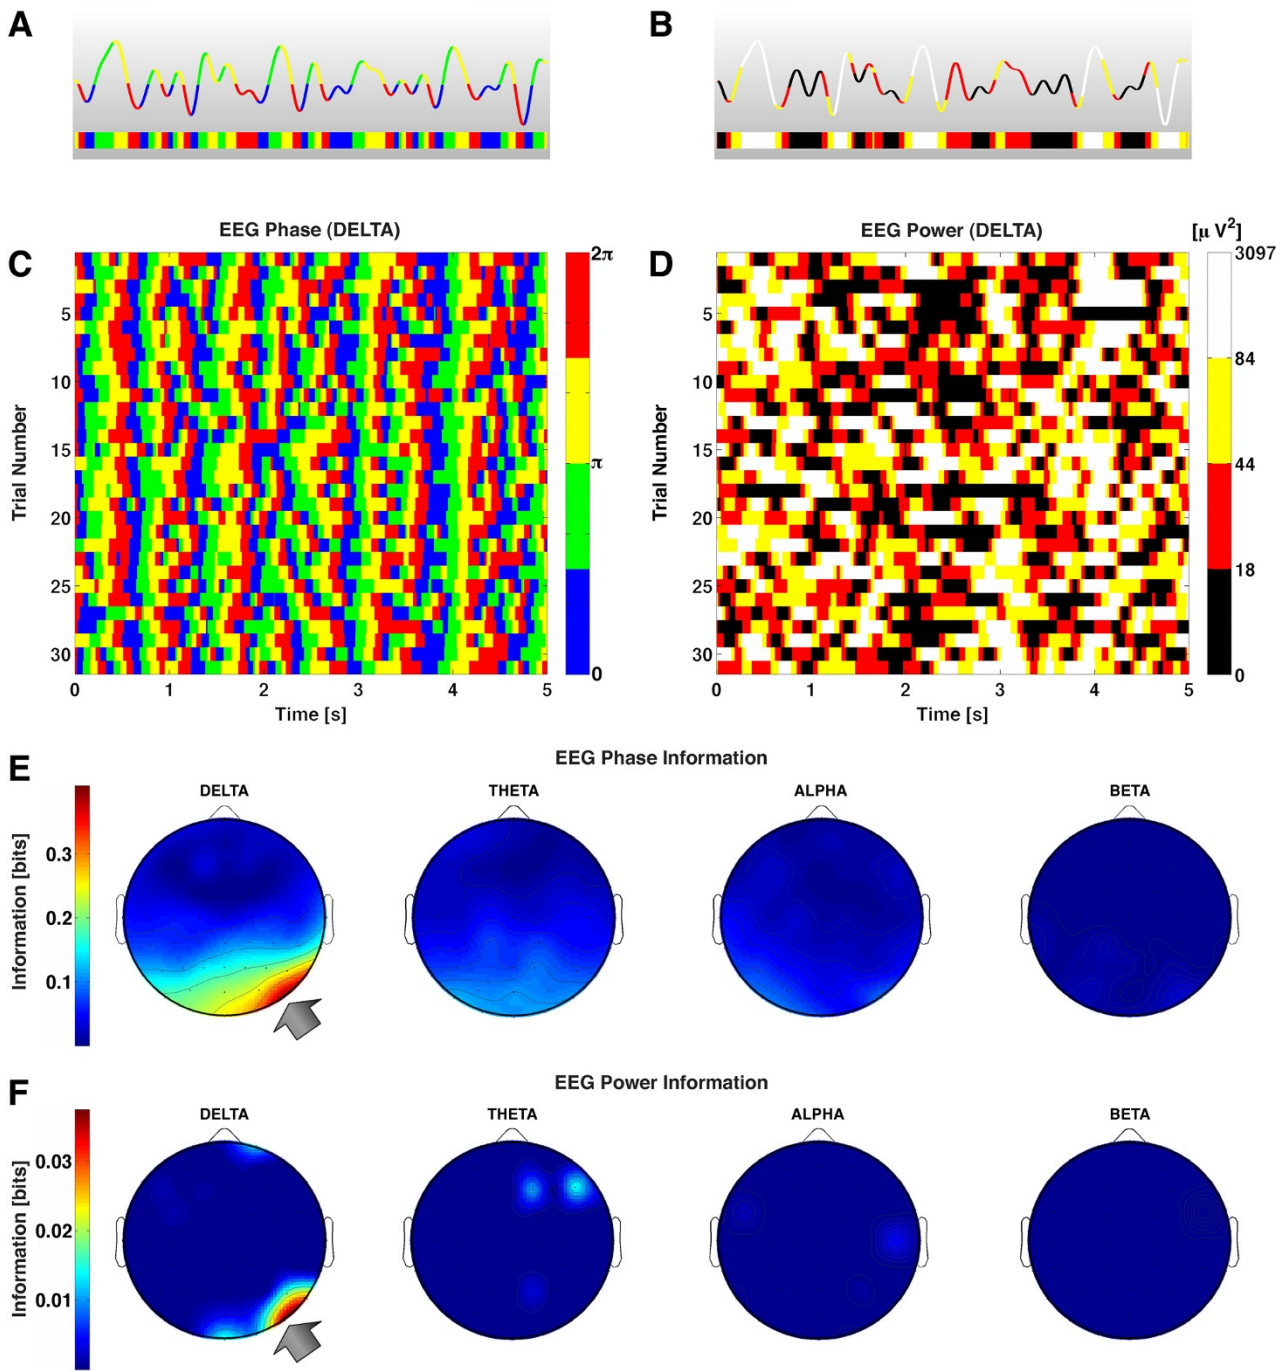 A
B
EEG Phase (DELTA)
EEG Power (DELTA)
[μ V²]
C
D
2π
π
0
3097
84
44
18
0
Trial Number
5
10
15
20
25
30
0 1 2 3 4 5
Time [s]
Trial Number
5
10
15
20
25
30
0 1 2 3 4 5
Time [s]
E
EEG Phase Information
DELTA
THETA
ALPHA
BETA
Information [bits]
0.3
0.2
0.1
F
EEG Power Information
DELTA
THETA
ALPHA
BETA
Information [bits]
0.03
0.02
0.01